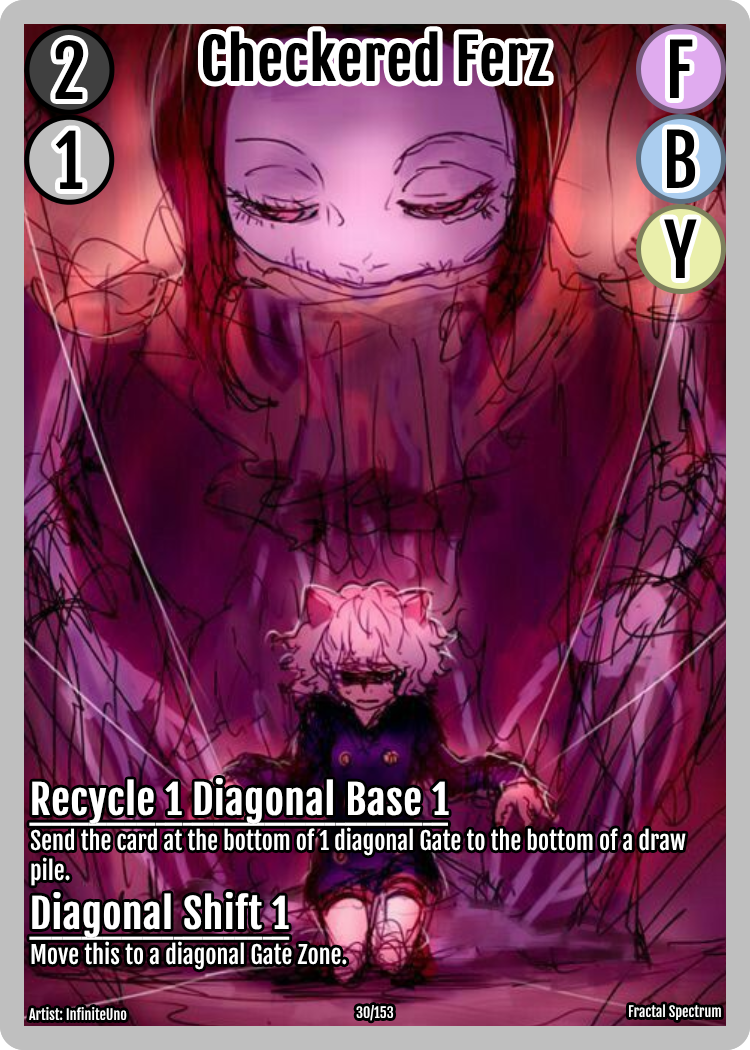 2
Checkered Ferz
F
1
B
Y
Recycle 1 Diagonal Base 1
Send the card at the bottom of 1 diagonal Gate to the bottom of a draw
pile.
Diagonal Shift 1
Move this to a diagonal Gate Zone.
Artist: InfiniteUno
30/153
Fractal Spectrum